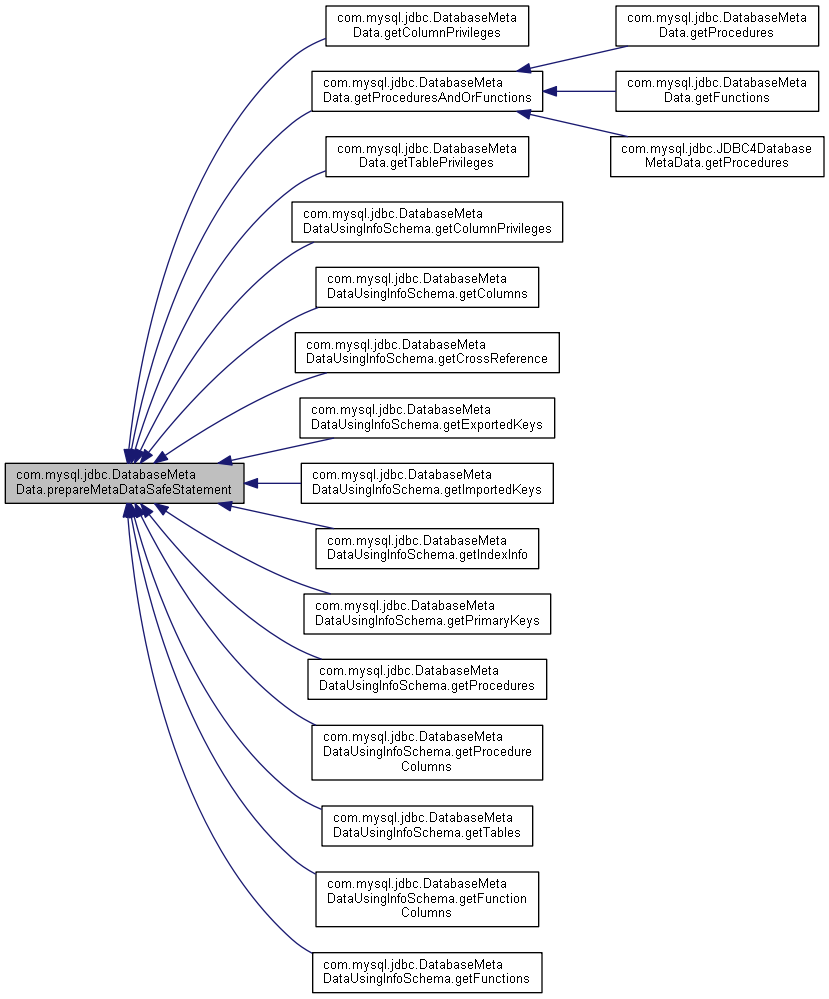 com.mysql.jdbc.DatabaseMeta
Data.getColumnPrivileges
com.mysql.jdbc.DatabaseMeta
Data.getProcedures
com.mysql.jdbc.DatabaseMeta
Data.getProceduresAndOrFunctions
com.mysql.jdbc.DatabaseMeta
Data.getFunctions
com.mysql.jdbc.DatabaseMeta
Data.getTablePrivileges
com.mysql.jdbc.JDBC4Database
MetaData.getProcedures
com.mysql.jdbc.DatabaseMeta
DataUsingInfoSchema.getColumnPrivileges
com.mysql.jdbc.DatabaseMeta
DataUsingInfoSchema.getColumns
com.mysql.jdbc.DatabaseMeta
DataUsingInfoSchema.getCrossReference
com.mysql.jdbc.DatabaseMeta
DataUsingInfoSchema.getExportedKeys
com.mysql.jdbc.DatabaseMeta
Data.prepareMetaDataSafeStatement
com.mysql.jdbc.DatabaseMeta
DataUsingInfoSchema.getImportedKeys
com.mysql.jdbc.DatabaseMeta
DataUsingInfoSchema.getIndexInfo
com.mysql.jdbc.DatabaseMeta
DataUsingInfoSchema.getPrimaryKeys
com.mysql.jdbc.DatabaseMeta
DataUsingInfoSchema.getProcedures
com.mysql.jdbc.DatabaseMeta
DataUsingInfoSchema.getProcedure
Columns
com.mysql.jdbc.DatabaseMeta
DataUsingInfoSchema.getTables
com.mysql.jdbc.DatabaseMeta
DataUsingInfoSchema.getFunction
Columns
com.mysql.jdbc.DatabaseMeta
DataUsingInfoSchema.getFunctions